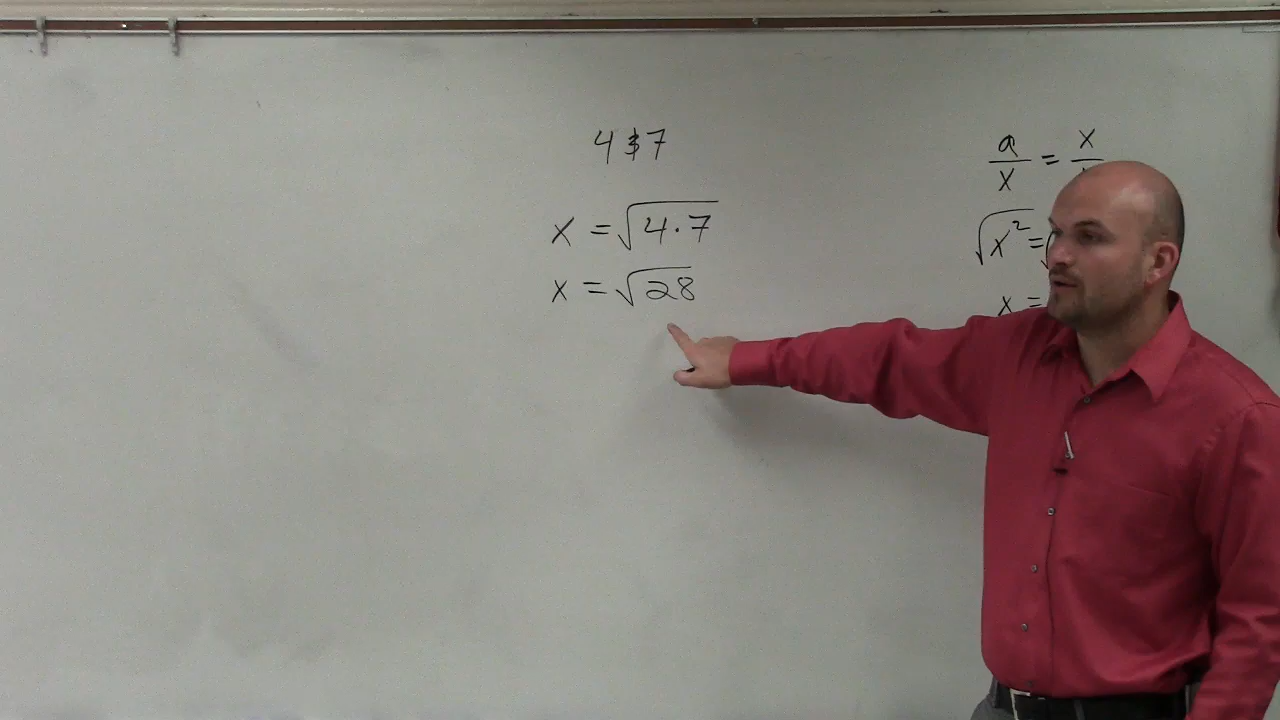 4 & 7
x = √4·7
x = √28
a/x = x/
√x² = √
x =